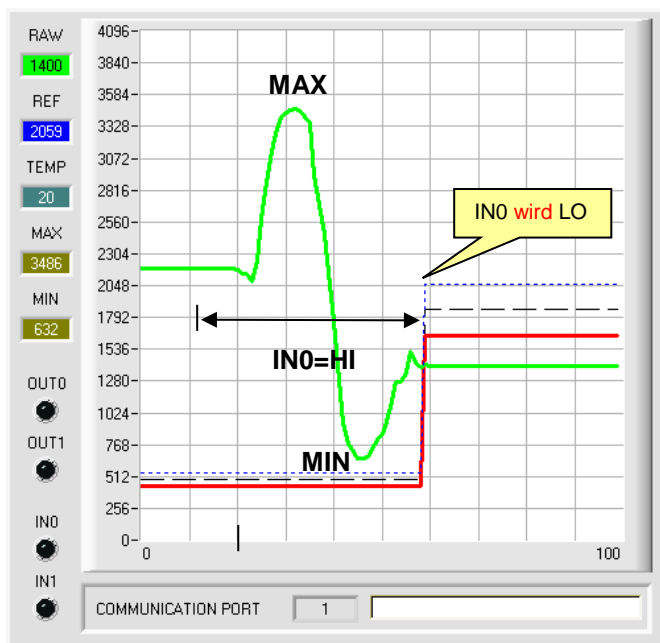 RAW
1400
REF
2059
TEMP
20
MAX
3486
MIN
632
OUT0
OUT1
IN0
IN1
4096
3840
3584
3328
3072
2816
2560
2304
2048
1792
1536
1280
1024
768
512
256
0
MAX
IN0 wird LO
IN0=HI
MIN
0
100
COMMUNICATION PORT
1